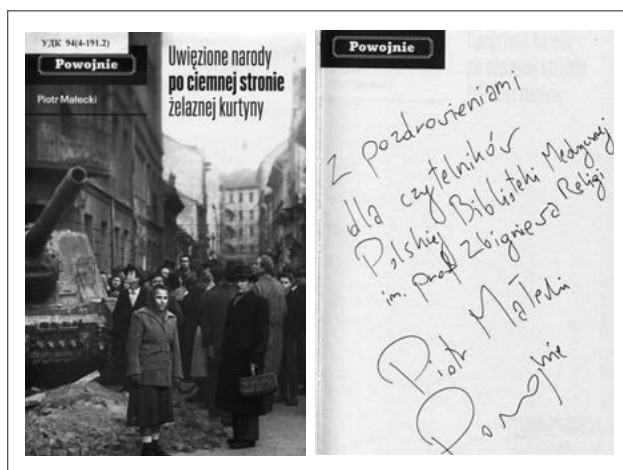 УДК 94(4-191.2)
Powojnie
Piotr Małecki
Uwięzione narody
po ciemnej stronie
żelaznej kurtyny
Powojnie
Z pozdrowieniami
dla czytelników
Polskiej Biblioteki Medycznej
im. prof Zbigniewa Religi
Piotr Małecki
Powojnie